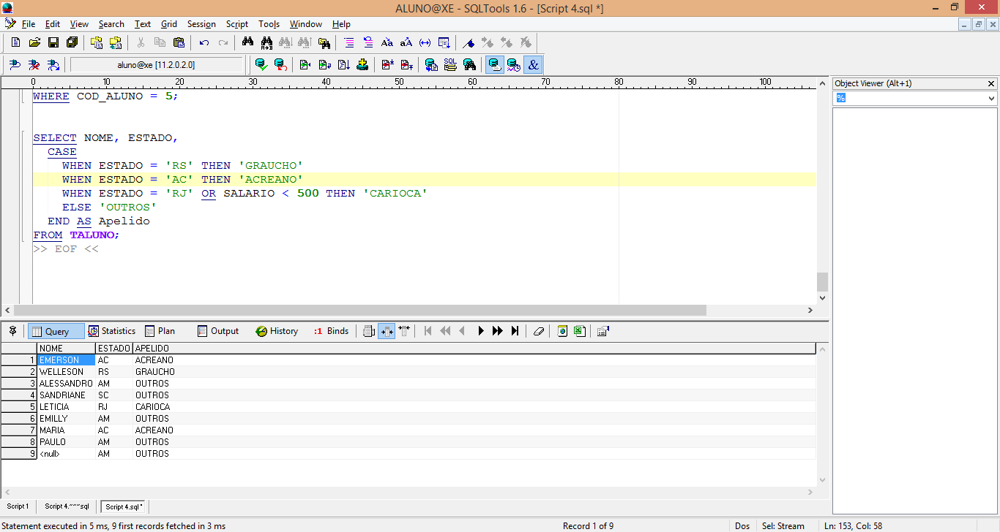 ALUNO@XE - SQLTools 1.6 - [Script 4.sql *]
File Edit View Search Text Grid Session Script Tools Window Help
aluno@xe [11.2.0.2.0]
SQL &
0 10 20 30 40 50 60 70 80 90 100
WHERE COD_ALUNO = 5;
SELECT NOME, ESTADO,
CASE
WHEN ESTADO = 'RS' THEN 'GRAUCHO'
WHEN ESTADO = 'AC' THEN 'ACREANO'
WHEN ESTADO = 'RJ' OR SALARIO < 500 THEN 'CARIOCA'
ELSE 'OUTROS'
END AS Apelido
FROM TALUNO;
>> EOF <<
Object Viewer (Alt+1)
%
Query Statistics Plan Output History :1 Binds
NOME ESTADO APELIDO
1 EMERSON AC ACREANO
2 WELLESON RS GRAUCHO
3 ALESSANDRO AM OUTROS
4 SANDRIANE SC OUTROS
5 LETICIA RJ CARIOCA
6 EMILLY AM OUTROS
7 MARIA AC ACREANO
8 PAULO AM OUTROS
9 <null> AM OUTROS
Script 1 Script 4.~~~sql Script 4.sql *
Statement executed in 5 ms, 9 first records fetched in 3 ms Record 1 of 9 Dos Sel: Stream Ln: 153, Col: 58